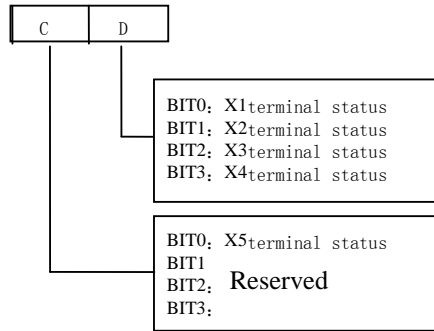 C D
BIT0：X1terminal status
BIT1：X2terminal status
BIT2：X3terminal status
BIT3：X4terminal status
BIT0：X5terminal status
BIT1
BIT2：Reserved
BIT3：